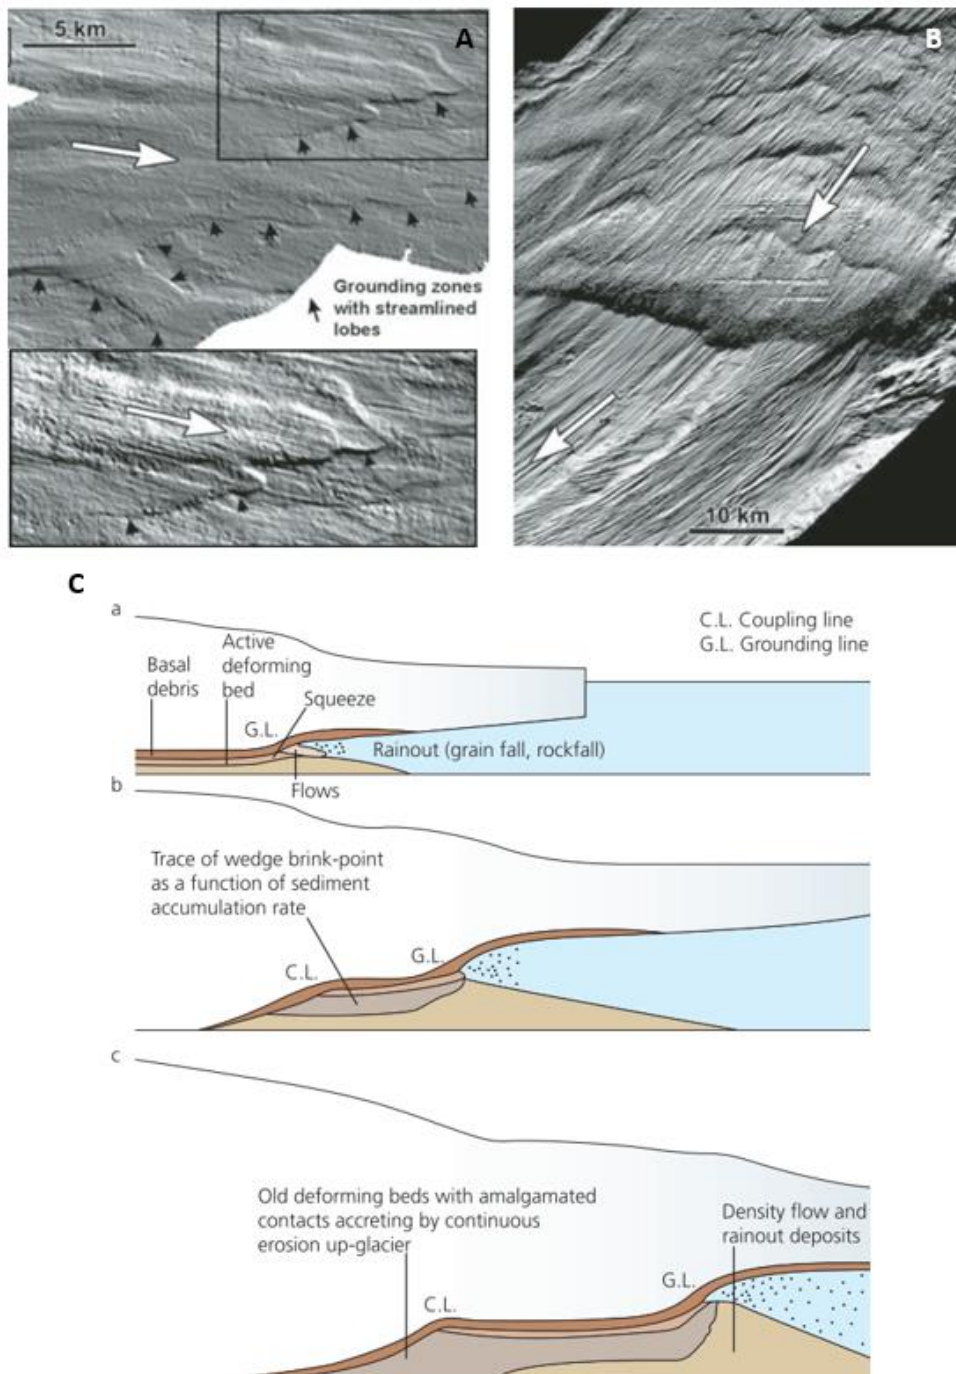 5 km
A
Grounding zones
with streamlined
lobes
B
10 km
C
a
C.L. Coupling line
G.L. Grounding line
Basal
debris
Active
deforming
bed
Squeeze
G.L.
Rainout (grain fall, rockfall)
Flows
b
Trace of wedge brink-point
as a function of sediment
accumulation rate
C.L.
G.L.
c
Old deforming beds with amalgamated
contacts accreting by continuous
erosion up-glacier
Density flow and
rainout deposits
C.L.
G.L.